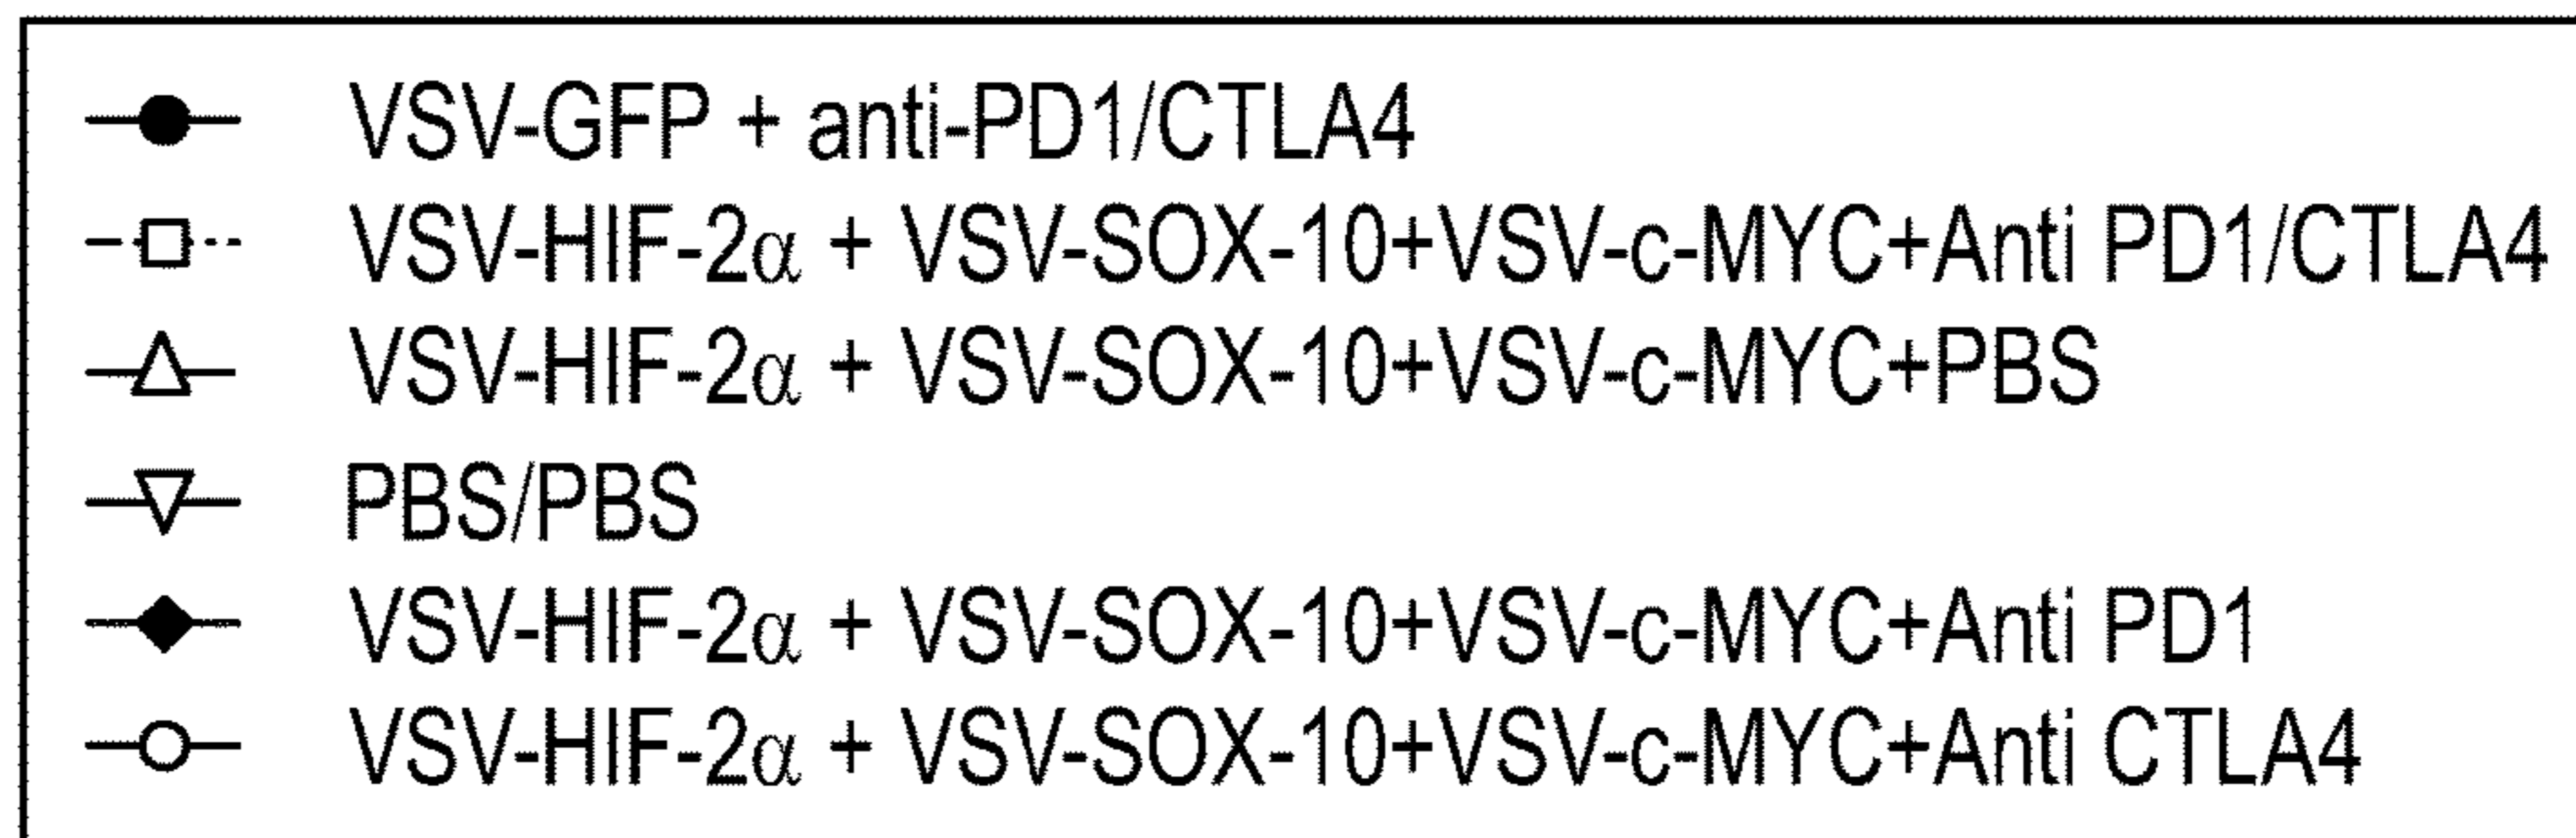 VSV-GFP + anti-PD1/CTLA4
VSV-HIF-2α + VSV-SOX-10+VSV-c-MYC+Anti PD1/CTLA4
VSV-HIF-2α + VSV-SOX-10+VSV-c-MYC+PBS
PBS/PBS
VSV-HIF-2α + VSV-SOX-10+VSV-c-MYC+Anti PD1
VSV-HIF-2α + VSV-SOX-10+VSV-c-MYC+Anti CTLA4